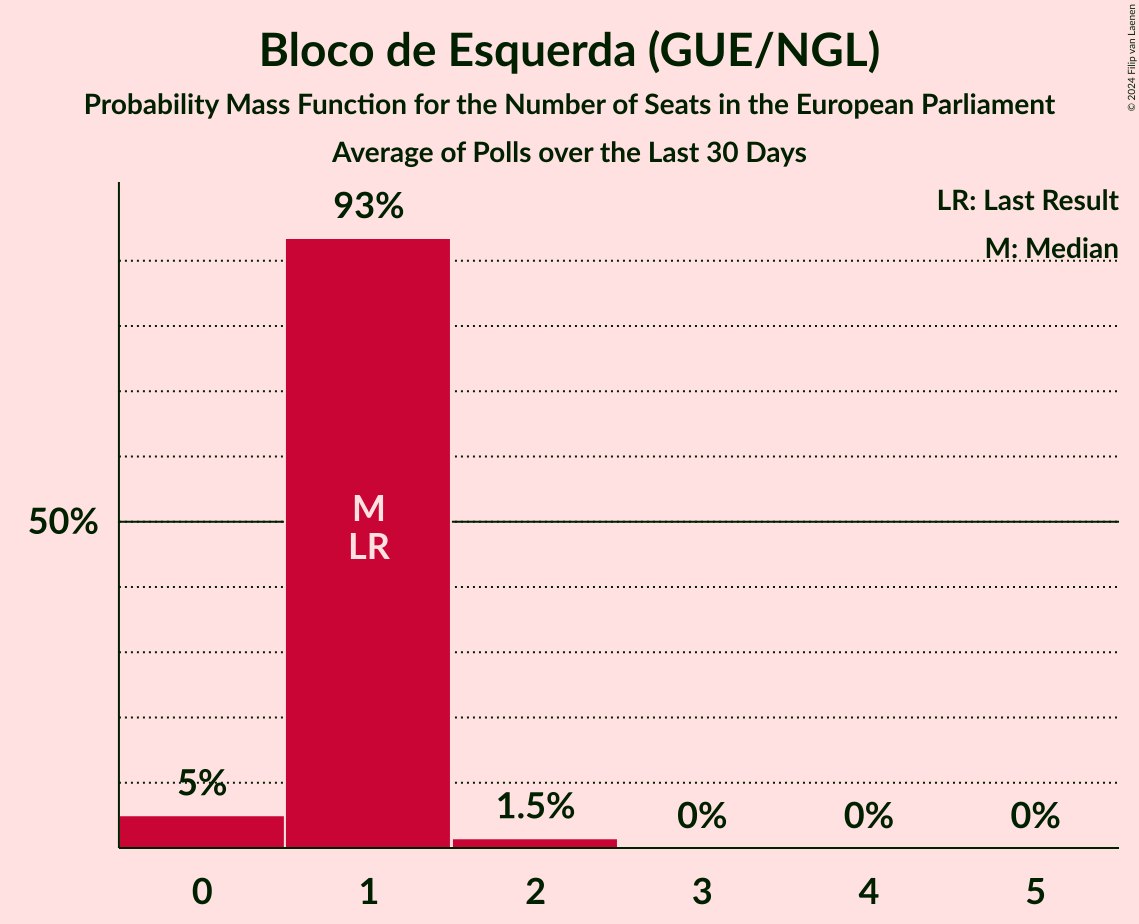 Bloco de Esquerda (GUE/NGL)
Probability Mass Function for the Number of Seats in the European Parliament
Average of Polls over the Last 30 Days
© 2024 Filip van Laenen
LR: Last Result
M: Median
93%
50%
M
LR
5%
1.5%
0%
0%
0%
0
1
2
3
4
5